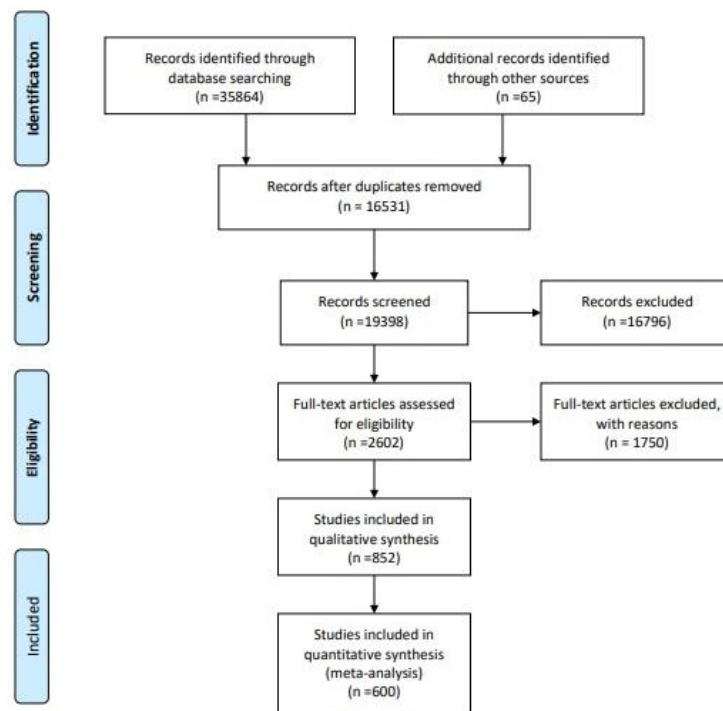 Identification
Records identified through
database searching
(n =35864)
Additional records identified
through other sources
(n =65)
Records after duplicates removed
(n = 16531)
Screening
Records screened
(n =19398)
Records excluded
(n =16796)
Eligibility
Full-text articles assessed
for eligibility
(n =2602)
Full-text articles excluded,
with reasons
(n = 1750)
Studies included in
qualitative synthesis
(n =852)
Included
Studies included in
quantitative synthesis
(meta-analysis)
(n =600)